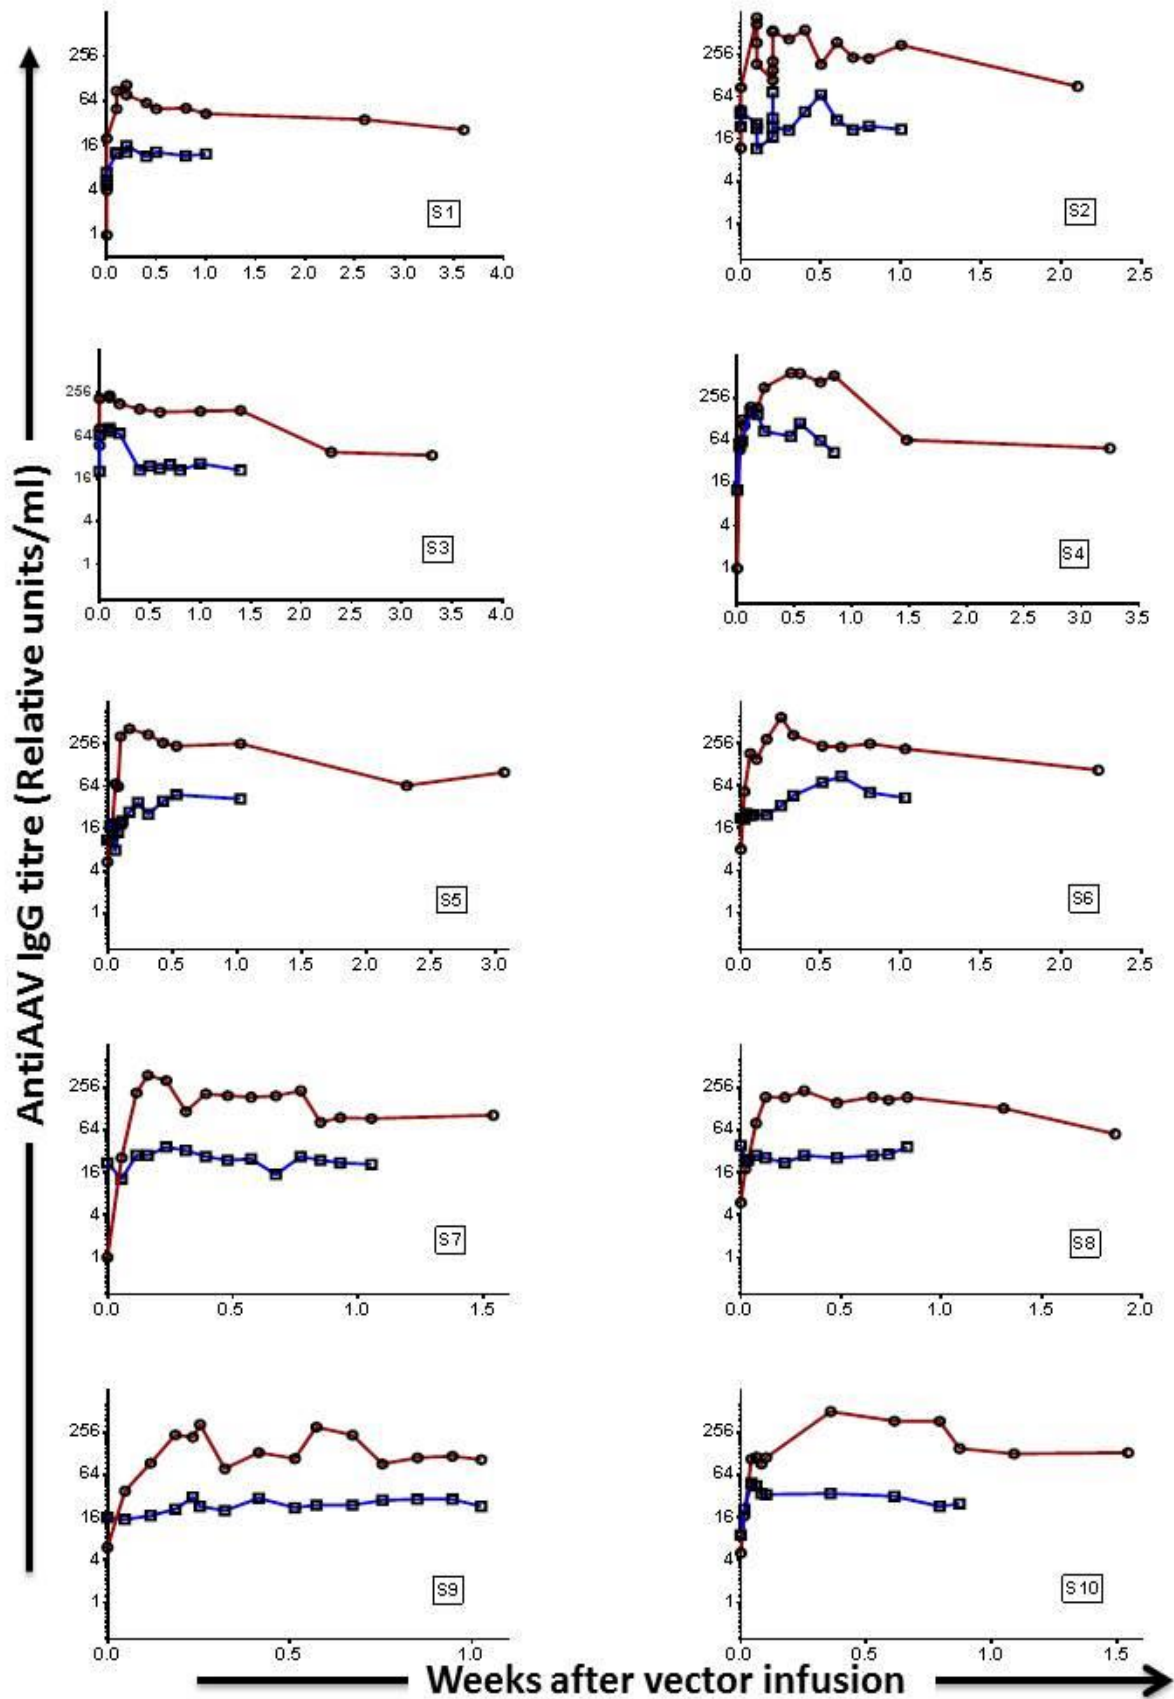 AntiAAV IgG titre (Relative units/ml)
256
64
16
4
1
S1
0.0 0.5 1.0 1.5 2.0 2.5 3.0 3.5 4.0
256
64
16
4
1
S2
0.0 0.5 1.0 1.5 2.0 2.5
256
64
16
4
1
S3
0.0 0.5 1.0 1.5 2.0 2.5 3.0 3.5 4.0
256
64
16
4
1
S4
0.0 0.5 1.0 1.5 2.0 2.5 3.0 3.5
256
64
16
4
1
S5
0.0 0.5 1.0 1.5 2.0 2.5 3.0
256
64
16
4
1
S6
0.0 0.5 1.0 1.5 2.0 2.5
256
64
16
4
1
S7
0.0 0.5 1.0 1.5
256
64
16
4
1
S8
0.0 0.5 1.0 1.5 2.0
256
64
16
4
1
S9
0.0 0.5 1.0
256
64
16
4
1
S10
0.0 0.5 1.0 1.5
Weeks after vector infusion